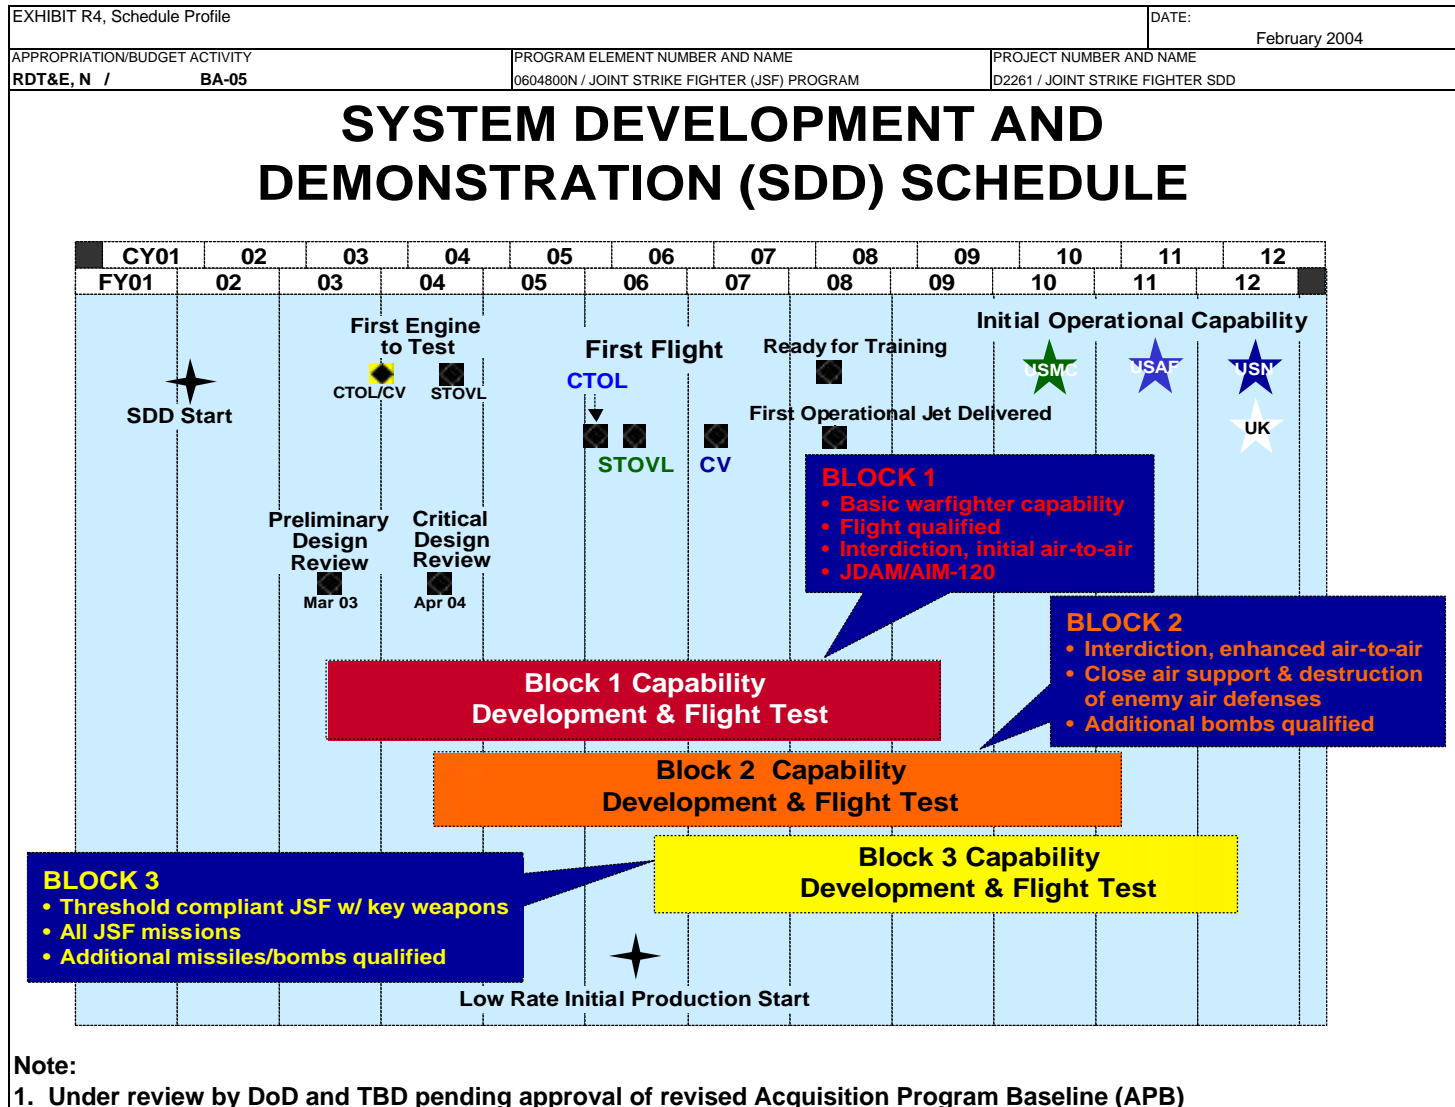 EXHIBIT R4, Schedule Profile
DATE:
February 2004
APPROPRIATION/BUDGET ACTIVITY
PROGRAM ELEMENT NUMBER AND NAME
PROJECT NUMBER AND NAME
RDT&E, N / BA-05
0604800N / JOINT STRIKE FIGHTER (JSF) PROGRAM
D2261 / JOINT STRIKE FIGHTER SDD
SYSTEM DEVELOPMENT AND
DEMONSTRATION (SDD) SCHEDULE
CY01 02 03 04 05 06 07 08 09 10 11 12
FY01 02 03 04 05 06 07 08 09 10 11 12
First Engine
to Test
CTOL/CV
STOVL
SDD Start
First Flight
CTOL
STOVL
CV
Ready for Training
First Operational Jet Delivered
Initial Operational Capability
USMC
USAF
USN
UK
Preliminary
Design
Review
Mar 03
Critical
Design
Review
Apr 04
BLOCK 1
• Basic warfighter capability
• Flight qualified
• Interdiction, initial air-to-air
• JDAM/AIM-120
BLOCK 2
• Interdiction, enhanced air-to-air
• Close air support & destruction
of enemy air defenses
• Additional bombs qualified
Block 1 Capability
Development & Flight Test
Block 2 Capability
Development & Flight Test
Block 3 Capability
Development & Flight Test
BLOCK 3
• Threshold compliant JSF w/ key weapons
• All JSF missions
• Additional missiles/bombs qualified
Low Rate Initial Production Start
Note:
1. Under review by DoD and TBD pending approval of revised Acquisition Program Baseline (APB)